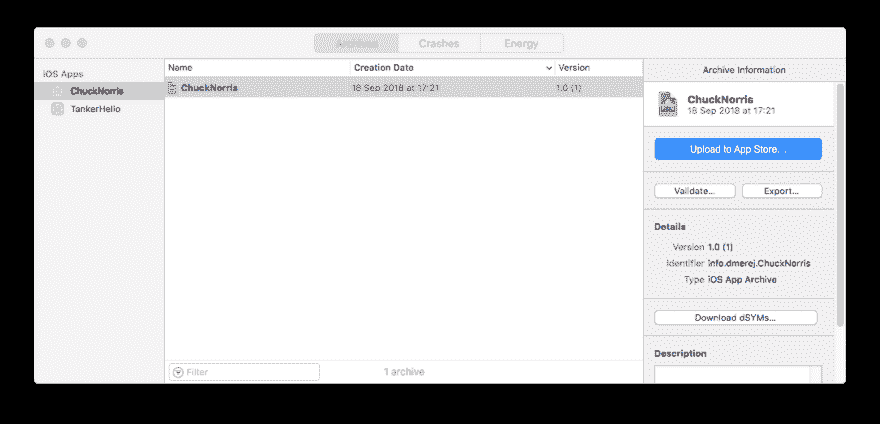 Archives Crashes Energy
iOS Apps
ChuckNorris
TankerHello
Name Creation Date Version
ChuckNorris 18 Sep 2018 at 17:21 1.0 (1)
Filter 1 archive
Archive Information
ChuckNorris
18 Sep 2018 at 17:21
Upload to App Store...
Validate... Export...
Details
Version 1.0 (1)
Identifier info.dmerej.ChuckNorris
Type iOS App Archive
Download dSYMs...
Description